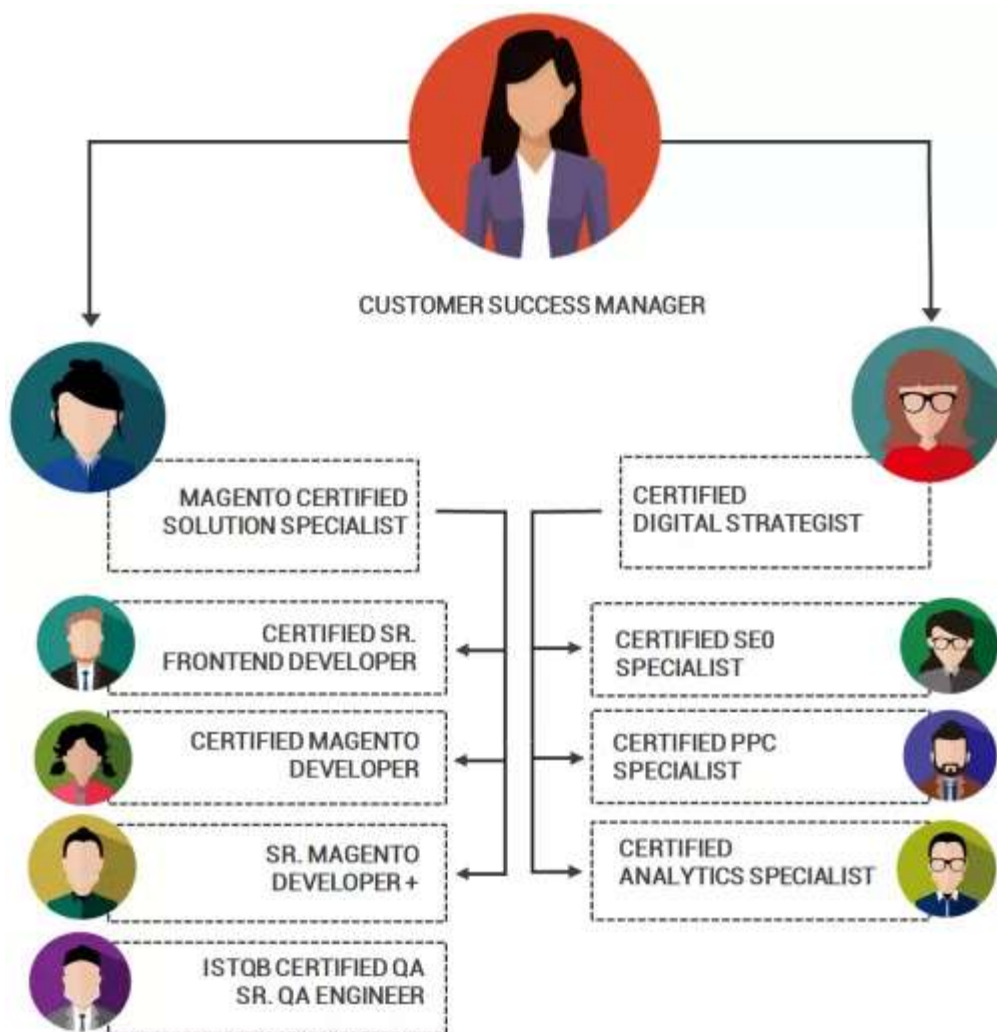 CUSTOMER SUCCESS MANAGER
MAGENTO CERTIFIED
SOLUTION SPECIALIST
CERTIFIED
DIGITAL STRATEGIST
CERTIFIED SR.
FRONTEND DEVELOPER
CERTIFIED SE0
SPECIALIST
CERTIFIED MAGENTO
DEVELOPER
CERTIFIED PPC
SPECIALIST
SR. MAGENTO
DEVELOPER +
CERTIFIED
ANALYTICS SPECIALIST
ISTQB CERTIFIED QA
SR. QA ENGINEER